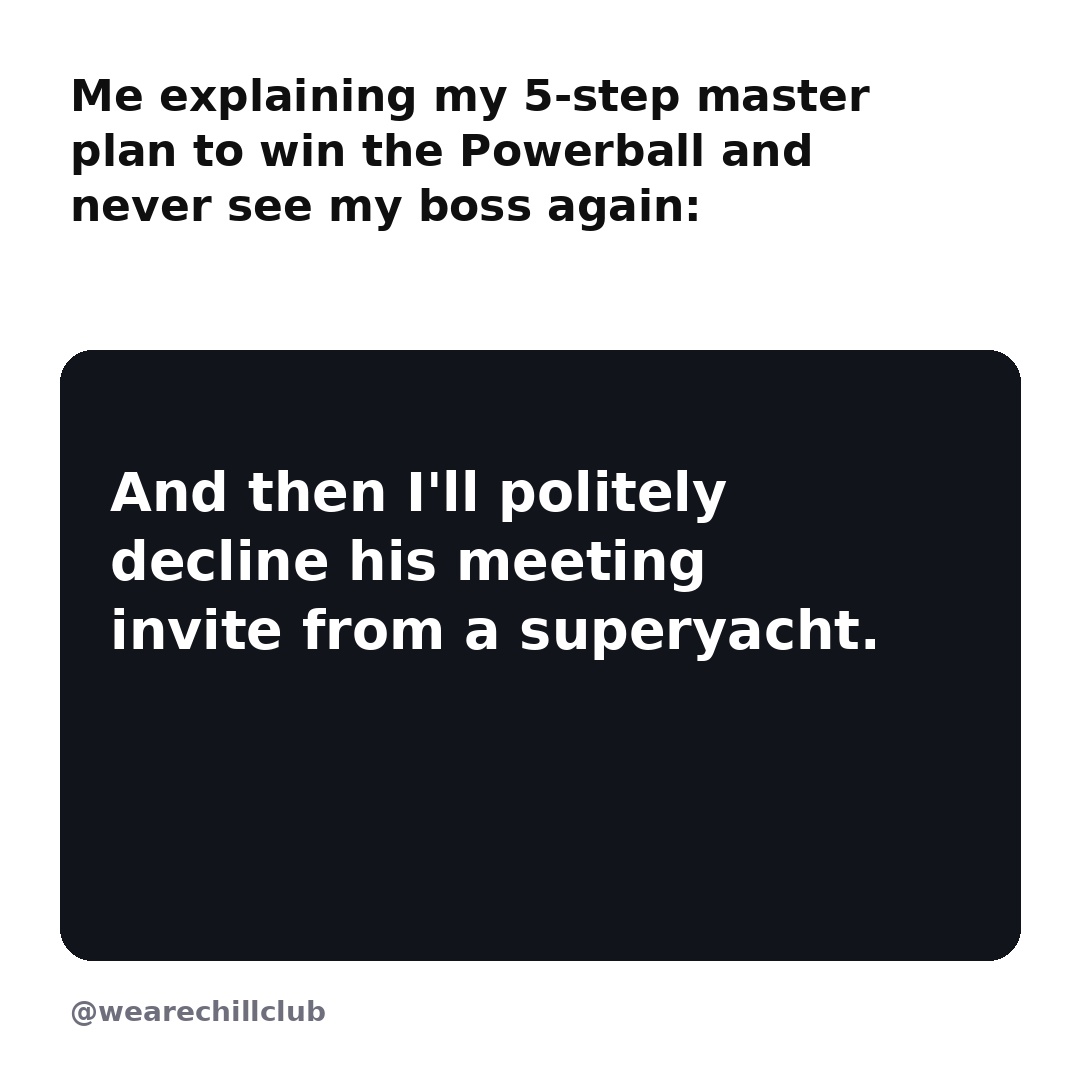 Me explaining my 5-step master
plan to win the Powerball and
never see my boss again:
And then I'll politely
decline his meeting
invite from a superyacht.
@wearechillclub